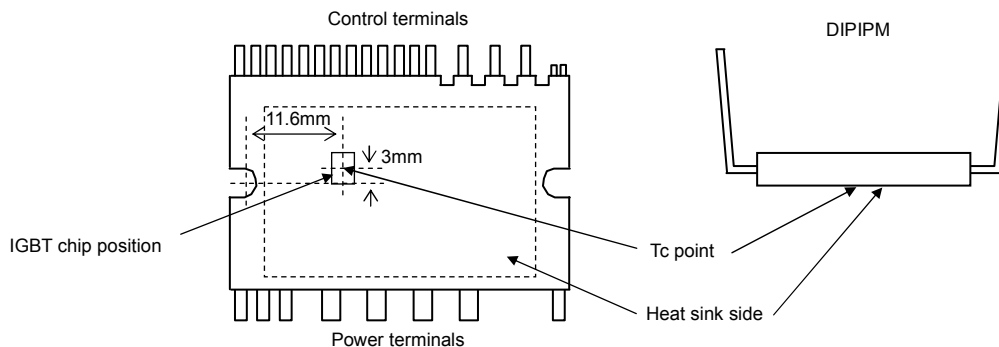 Control terminals
DIPIPM
11.6mm
3mm
IGBT chip position
Tc point
Heat sink side
Power terminals